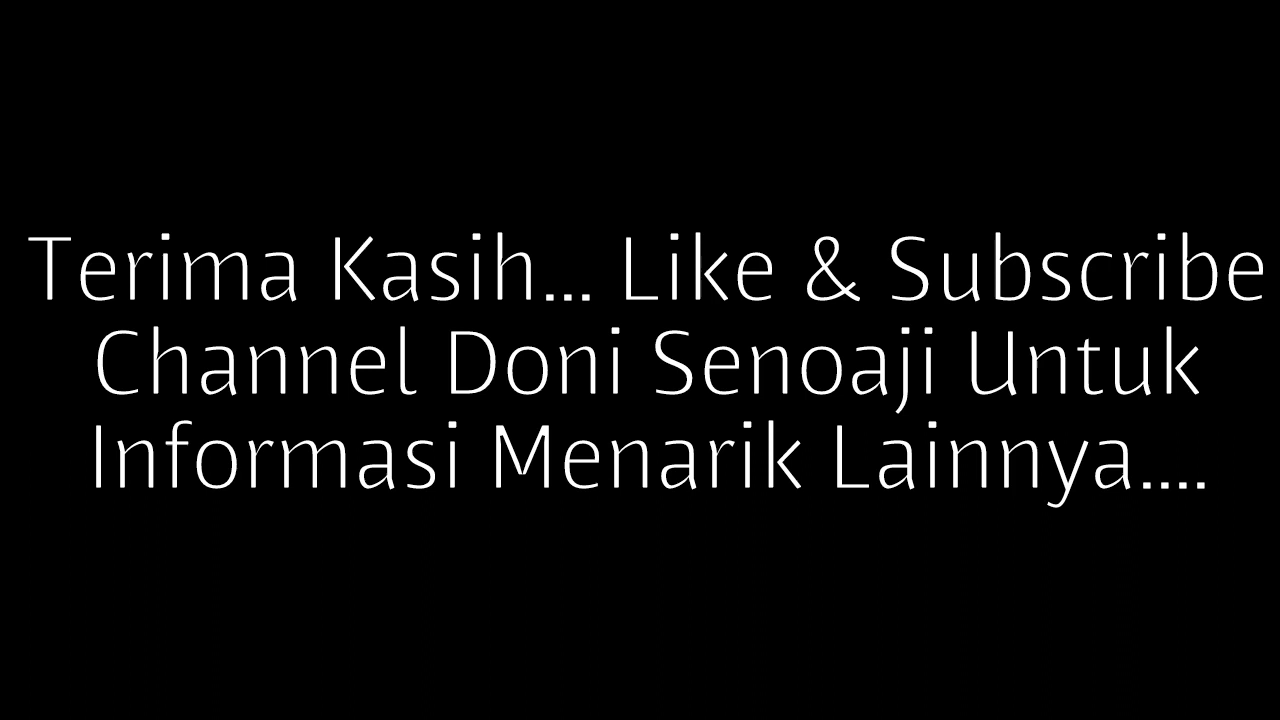 Terima Kasih... Like & Subscribe
Channel Doni Senoaji Untuk
Informasi Menarik Lainnya....